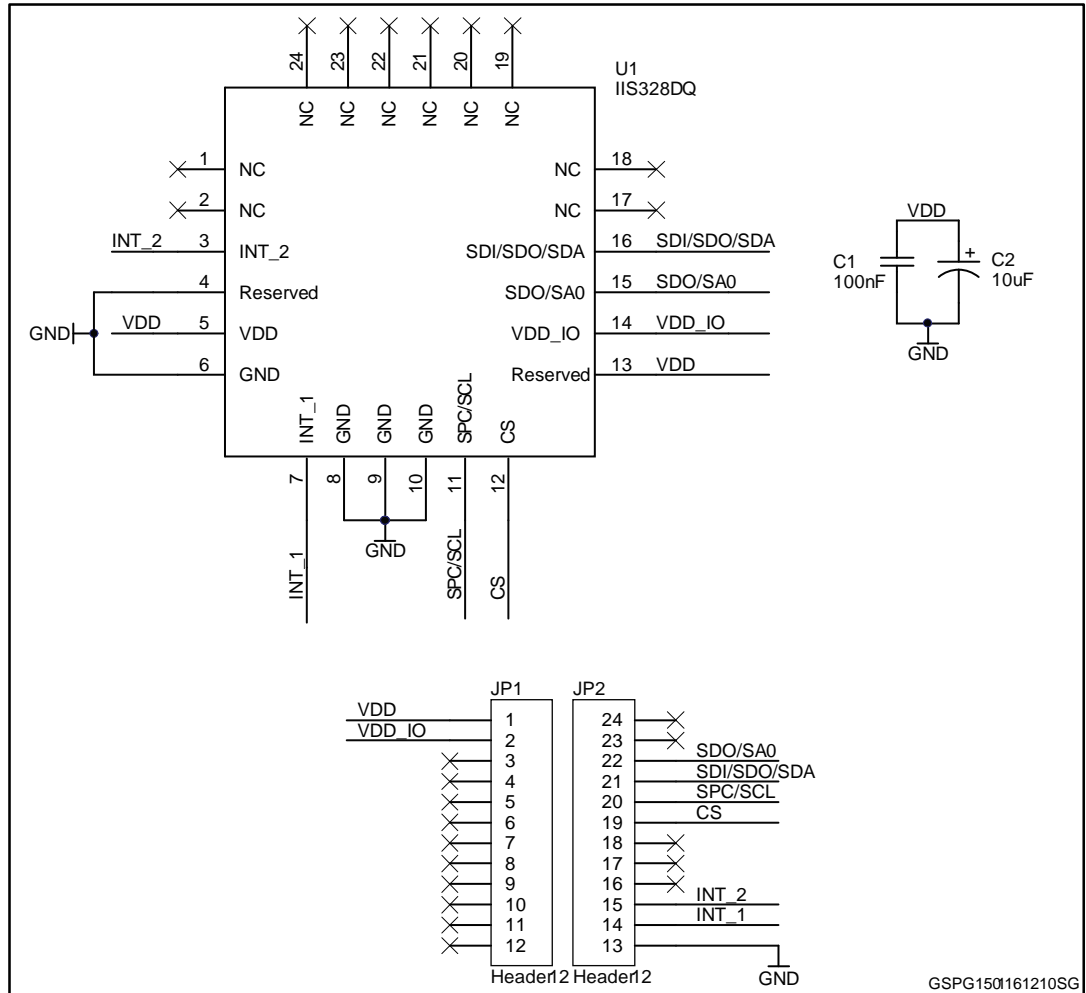 24 23 22 21 20 19
NC NC NC NC NC NC
U1
IIS328DQ
1 NC
2 NC
INT_2 3 INT_2
4 Reserved
GND VDD 5 VDD
6 GND
NC 18
NC 17
SDI/SDO/SDA 16 SDI/SDO/SDA
SDO/SA0 15 SDO/SA0
VDD_IO 14 VDD_IO
Reserved 13 VDD
INT_1 GND GND GND SPC/SCL CS
7 8 9 10 11 12
GND
INT_1 SPC/SCL CS
VDD
C1
100nF
+
C2
10uF
GND
JP1 JP2
VDD 1 24
VDD_IO 2 23
3 22 SDO/SA0
4 21 SDI/SDO/SDA
5 20 SPC/SCL
6 19 CS
7 18
8 17
9 16
10 15 INT_2
11 14 INT_1
12 13
Header12 Header12
GND
GSPG1501161210SG